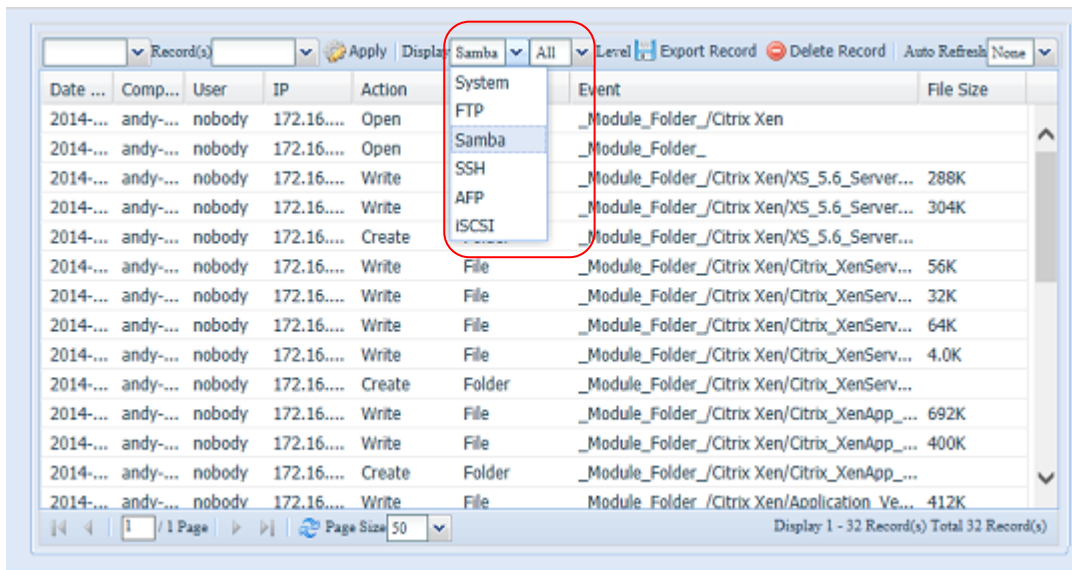 Record(s) Apply Display Samba All Level Export Record Delete Record Auto Refresh None
Date ... Comp... User IP Action Event File Size
System
FTP
Samba
SSH
AFP
iSCSI
2014-... andy-... nobody 172.16.... Open _Module_Folder_/Citrix Xen
2014-... andy-... nobody 172.16.... Open _Module_Folder_
2014-... andy-... nobody 172.16.... Write _Module_Folder_/Citrix Xen/XS_5.6_Server... 288K
2014-... andy-... nobody 172.16.... Write _Module_Folder_/Citrix Xen/XS_5.6_Server... 304K
2014-... andy-... nobody 172.16.... Create _Module_Folder_/Citrix Xen/XS_5.6_Server...
2014-... andy-... nobody 172.16.... Write File _Module_Folder_/Citrix Xen/Citrix_XenServ... 56K
2014-... andy-... nobody 172.16.... Write File _Module_Folder_/Citrix Xen/Citrix_XenServ... 32K
2014-... andy-... nobody 172.16.... Write File _Module_Folder_/Citrix Xen/Citrix_XenServ... 64K
2014-... andy-... nobody 172.16.... Write File _Module_Folder_/Citrix Xen/Citrix_XenServ... 4.0K
2014-... andy-... nobody 172.16.... Create Folder _Module_Folder_/Citrix Xen/Citrix_XenServ...
2014-... andy-... nobody 172.16.... Write File _Module_Folder_/Citrix Xen/Citrix_XenApp_... 692K
2014-... andy-... nobody 172.16.... Write File _Module_Folder_/Citrix Xen/Citrix_XenApp_... 400K
2014-... andy-... nobody 172.16.... Create Folder _Module_Folder_/Citrix Xen/Citrix_XenApp_...
2014-... andy-... nobody 172.16.... Write File _Module_Folder_/Citrix Xen/Application_Ve... 412K
1 / 1 Page Page Size 50 Display 1 - 32 Record(s) Total 32 Record(s)